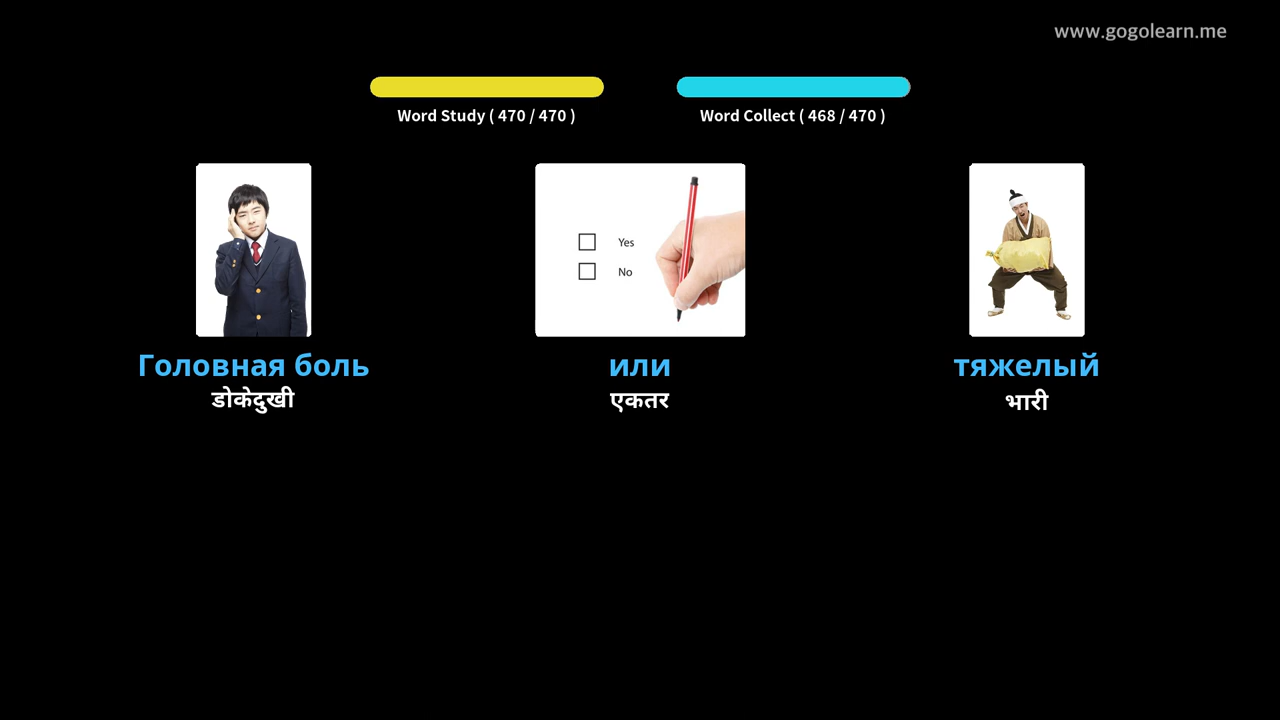 www.gogolearn.me
Word Study ( 470 / 470 )
Word Collect ( 468 / 470 )
Yes
No
Головная боль
डोकेदुखी
или
एकतर
тяжелый
भारी